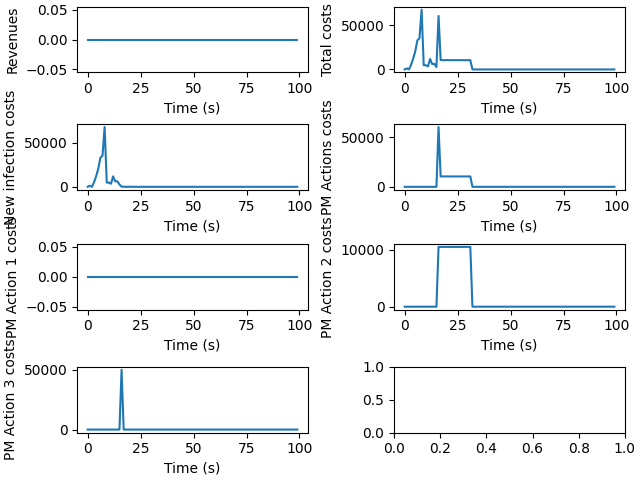 Revenues
0.05
0.00
−0.05
0 25 50 75 100
Time (s)
Total costs
50000
0
0 25 50 75 100
Time (s)
New infection costs
50000
0
0 25 50 75 100
Time (s)
PM Actions costs
50000
0
0 25 50 75 100
Time (s)
PM Action 1 costs
0.05
0.00
−0.05
0 25 50 75 100
Time (s)
PM Action 2 costs
10000
0
0 25 50 75 100
Time (s)
PM Action 3 costs
50000
0
0 25 50 75 100
Time (s)
1.0
0.5
0.0
0.0 0.2 0.4 0.6 0.8 1.0